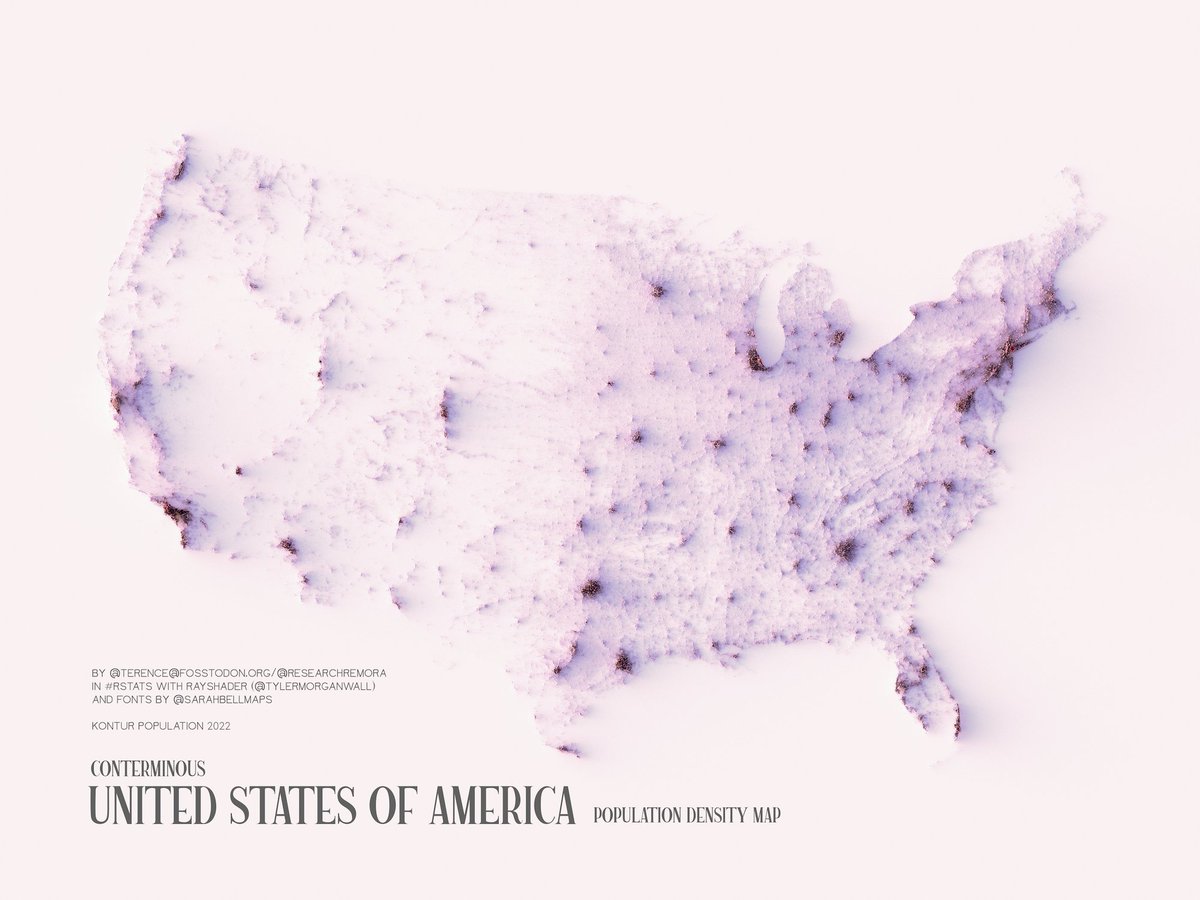 BY @TERENCE@FOSSTODON.ORG/@RESEARCHREMORA
IN #RSTATS WITH RAYSHADER (@TYLERMORGANWALL)
AND FONTS BY @SARAHBELLMAPS
KONTUR POPULATION 2022
CONTERMINOUS
UNITED STATES OF AMERICA POPULATION DENSITY MAP